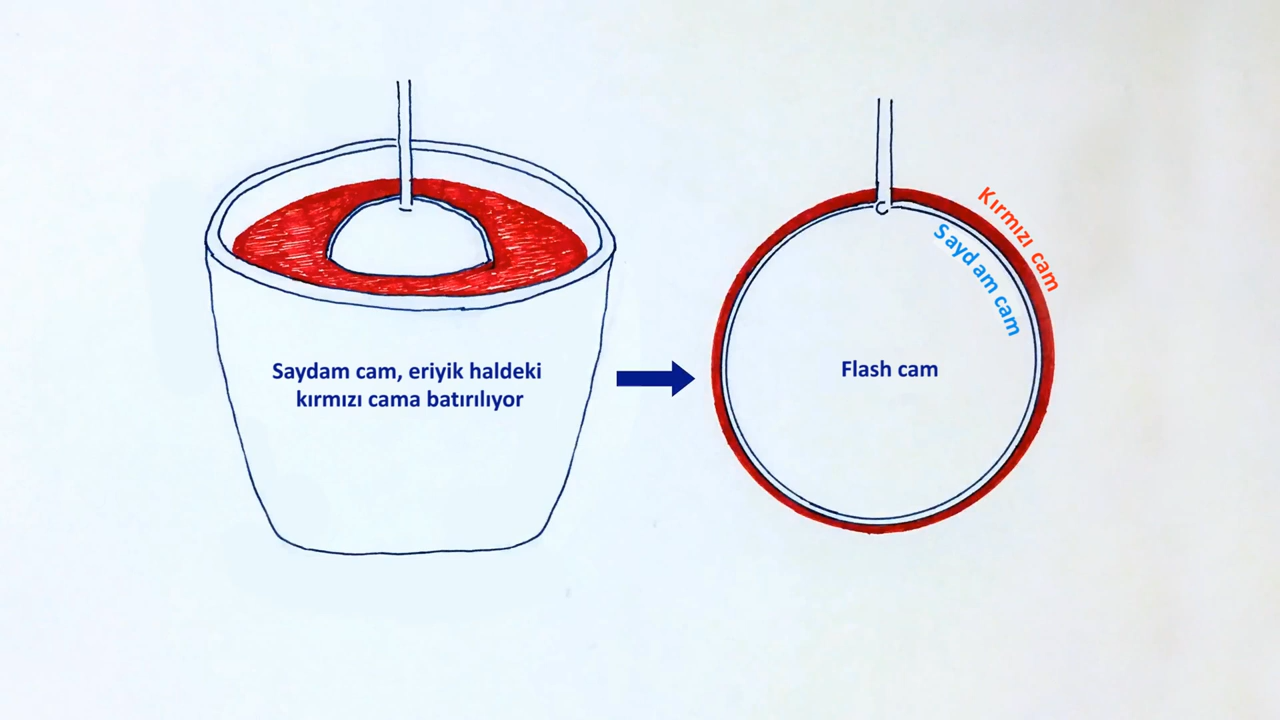 Saydam cam, eriyik haldeki
kırmızı cama batırılıyor
Flash cam
Kırmızı cam
Saydam cam